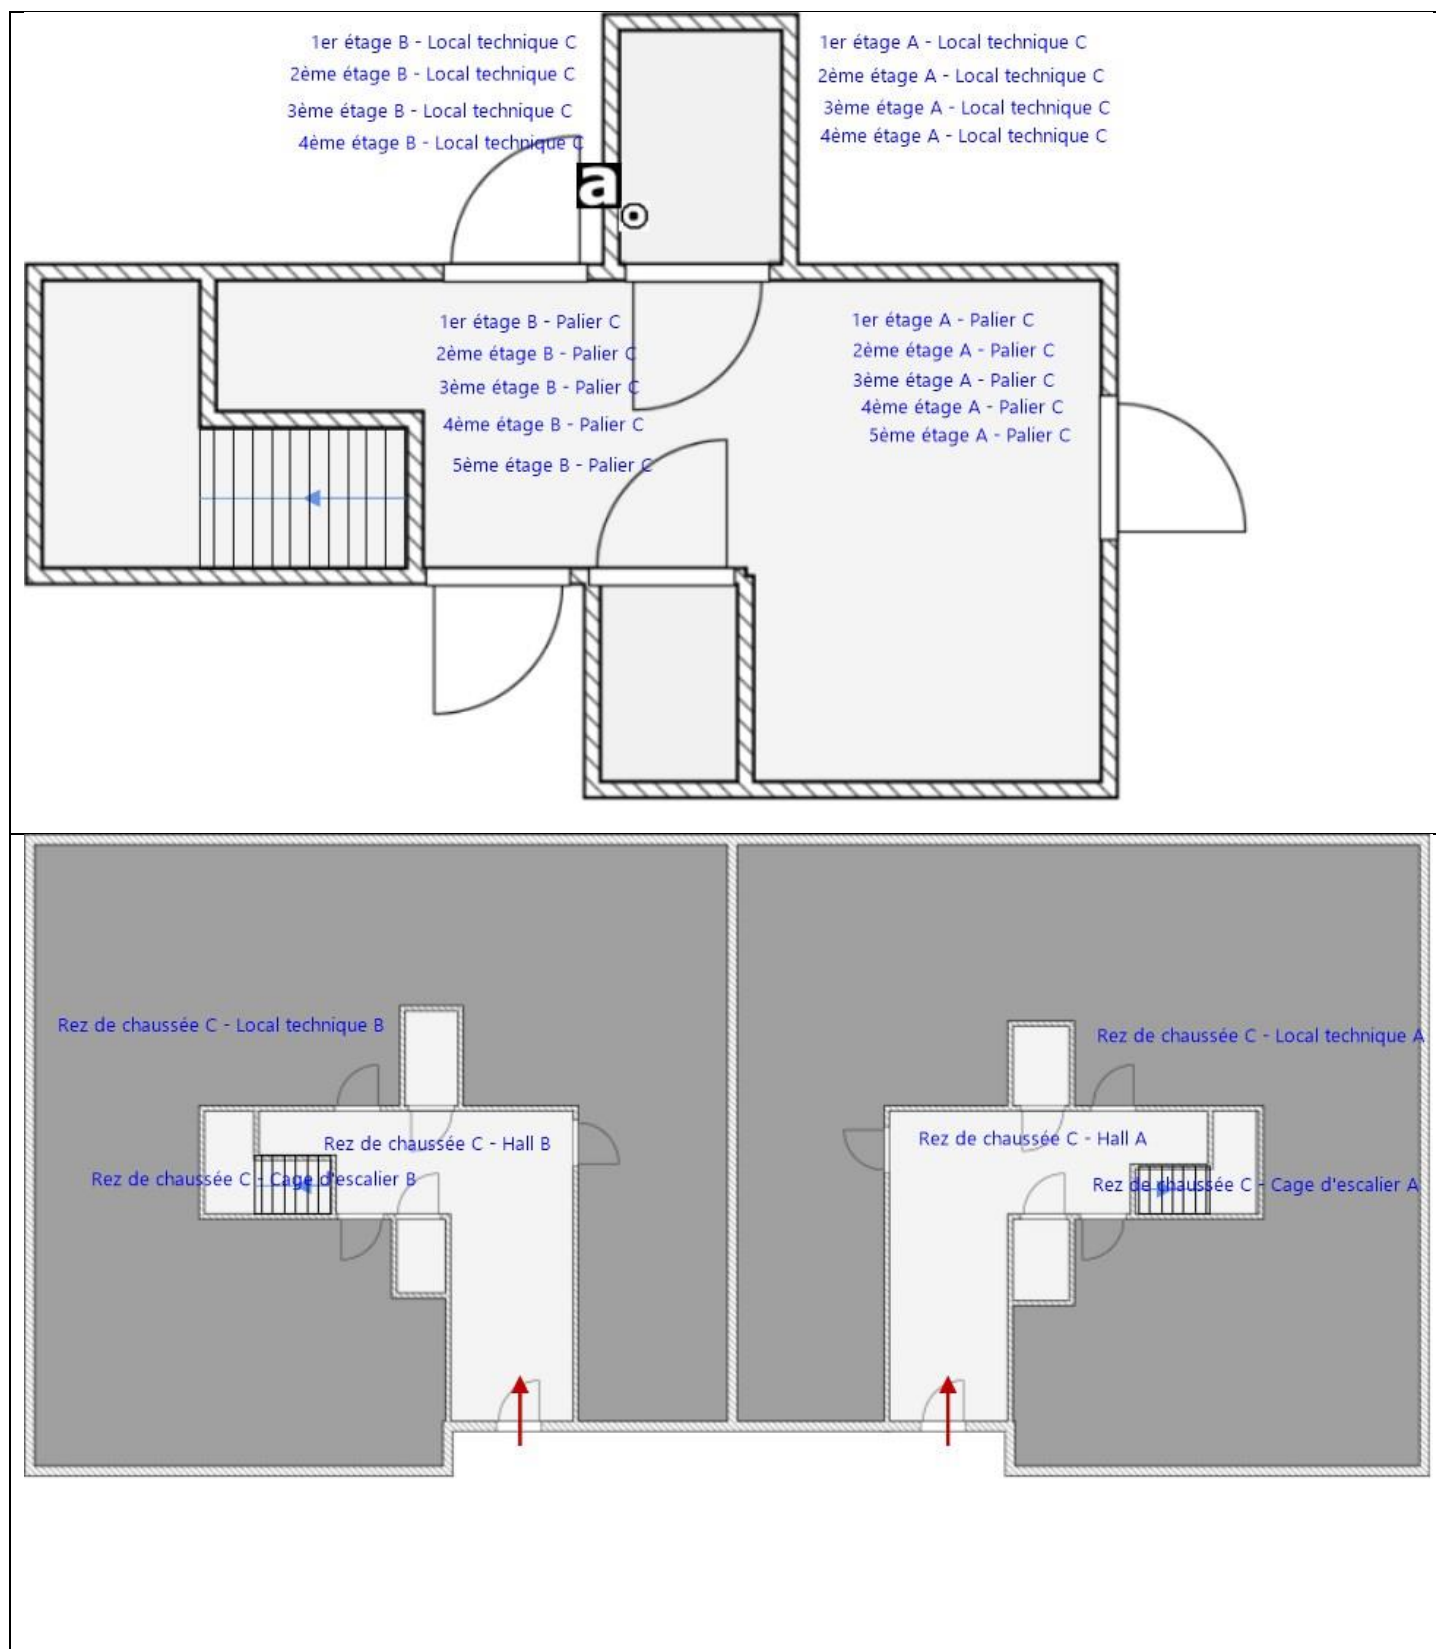 1er étage B - Local technique C
2ème étage B - Local technique C
3ème étage B - Local technique C
4ème étage B - Local technique C
1er étage A - Local technique C
2ème étage A - Local technique C
3ème étage A - Local technique C
4ème étage A - Local technique C
a
1er étage B - Palier C
2ème étage B - Palier C
3ème étage B - Palier C
4ème étage B - Palier C
5ème étage B - Palier C
1er étage A - Palier C
2ème étage A - Palier C
3ème étage A - Palier C
4ème étage A - Palier C
5ème étage A - Palier C
Rez de chaussée C - Local technique B
Rez de chaussée C - Local technique A
Rez de chaussée C - Hall B
Rez de chaussée C - Hall A
Rez de chaussée C - Cage d'escalier B
Rez de chaussée C - Cage d'escalier A